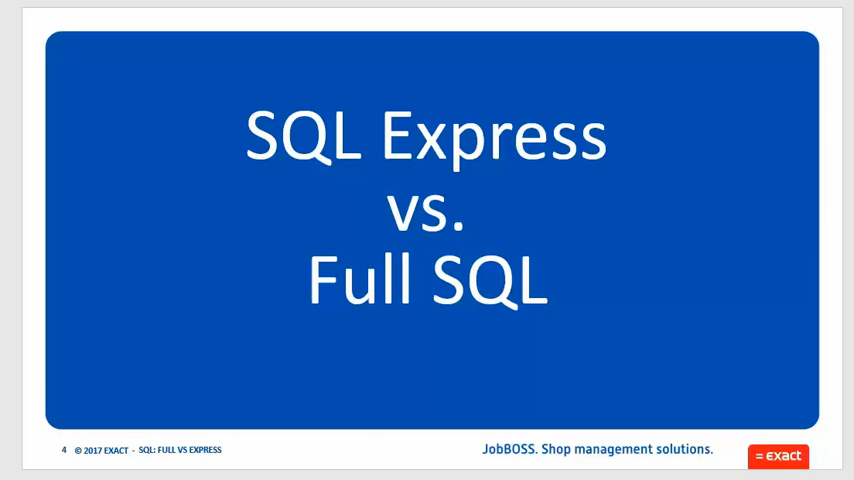 SQL Express
vs.
Full SQL
4 © 2017 EXACT - SQL: FULL VS EXPRESS
JobBOSS. Shop management solutions.
= exact